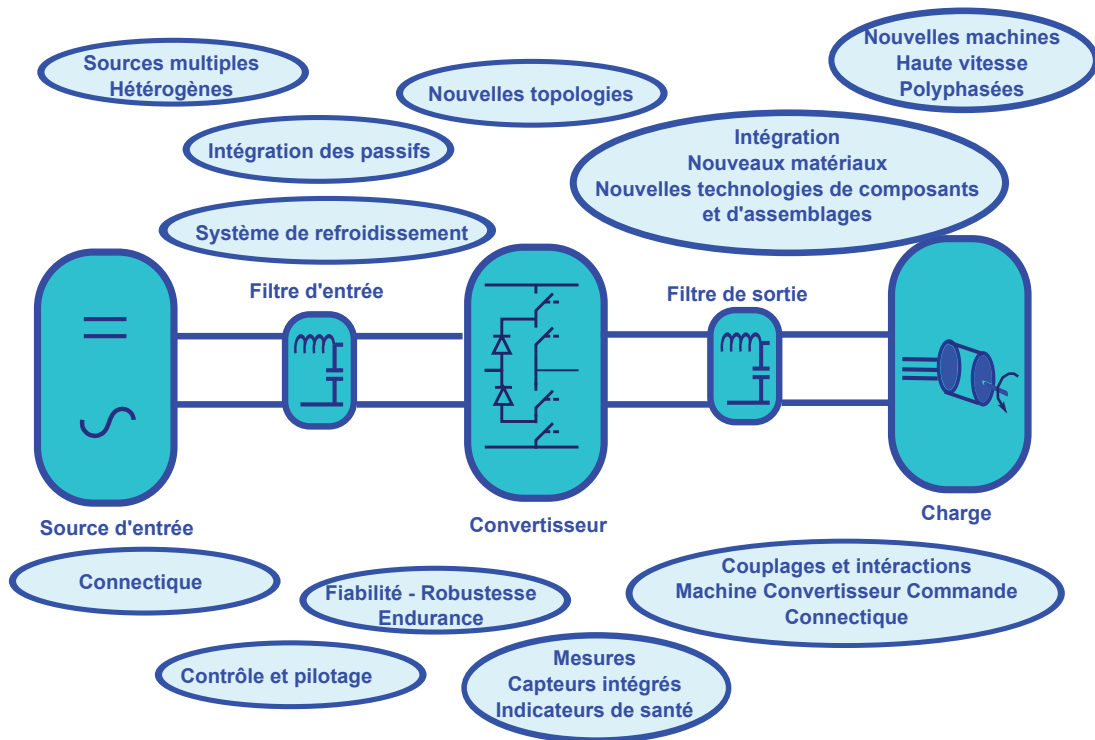 Nouvelles machines
Haute vitesse
Polyphasées
Sources multiples
Hétérogènes
Nouvelles topologies
Intégration des passifs
Intégration
Nouveaux matériaux
Nouvelles technologies de composants
et d'assemblages
Système de refroidissement
Filtre d'entrée
Filtre de sortie
Source d'entrée
Convertisseur
Charge
Connectique
Fiabilité - Robustesse
Endurance
Couplages et intéractions
Machine Convertisseur Commande
Connectique
Contrôle et pilotage
Mesures
Capteurs intégrés
Indicateurs de santé